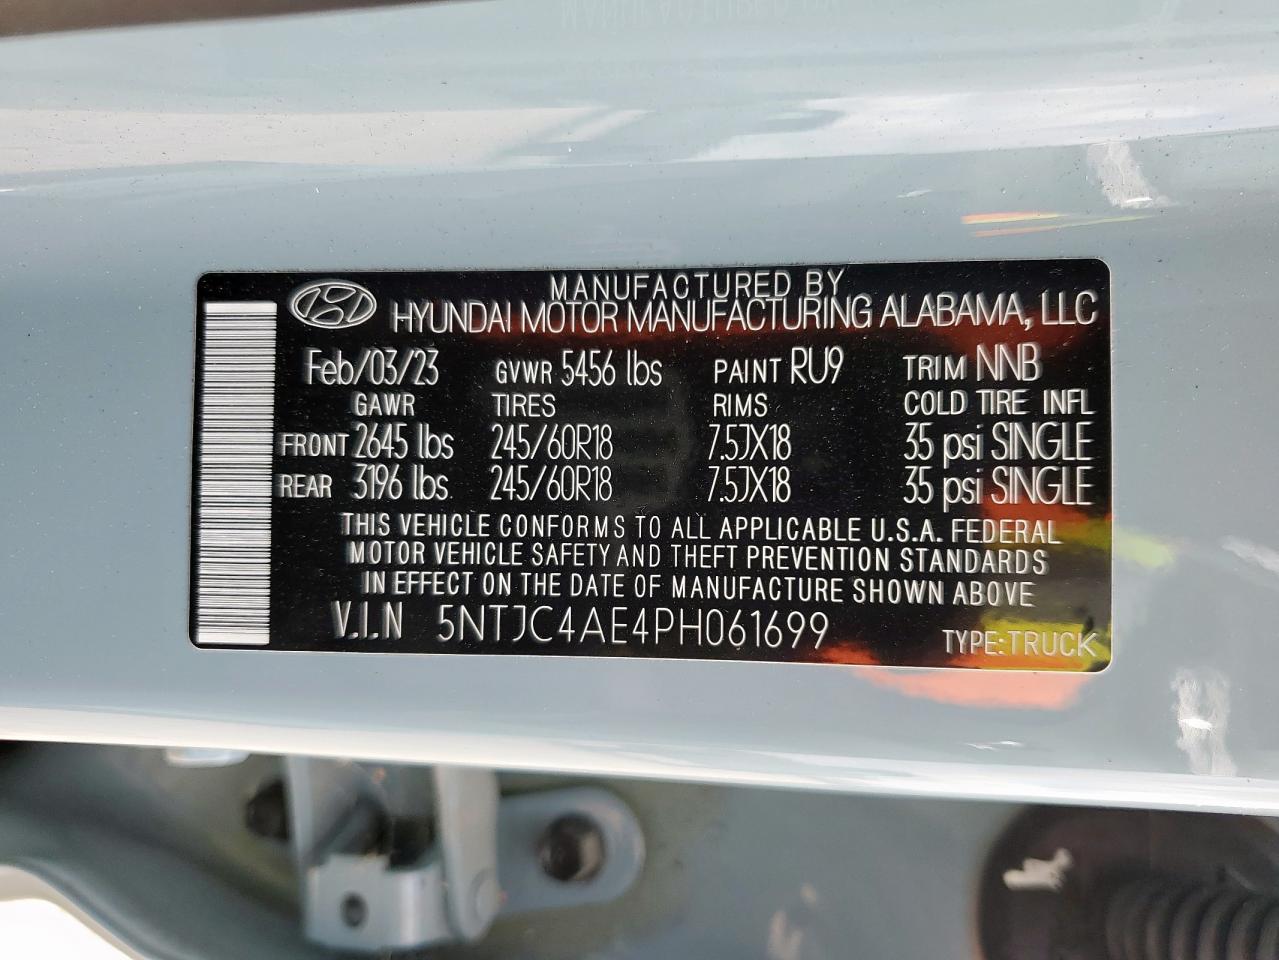 MANUFACTURED BY
HYUNDAI MOTOR MANUFACTURING ALABAMA, LLC
Feb/03/23 GVWR 5456 lbs PAINT RU9 TRIM NNB
GAWR TIRES RIMS COLD TIRE INFL
FRONT 2645 lbs 245/60R18 7.5JX18 35 psi SINGLE
REAR 3196 lbs. 245/60R18 7.5JX18 35 psi SINGLE
THIS VEHICLE CONFORMS TO ALL APPLICABLE U.S.A. FEDERAL
MOTOR VEHICLE SAFETY AND THEFT PREVENTION STANDARDS
IN EFFECT ON THE DATE OF MANUFACTURE SHOWN ABOVE
V.I.N 5NTJC4AE4PH061699 TYPE:TRUCK